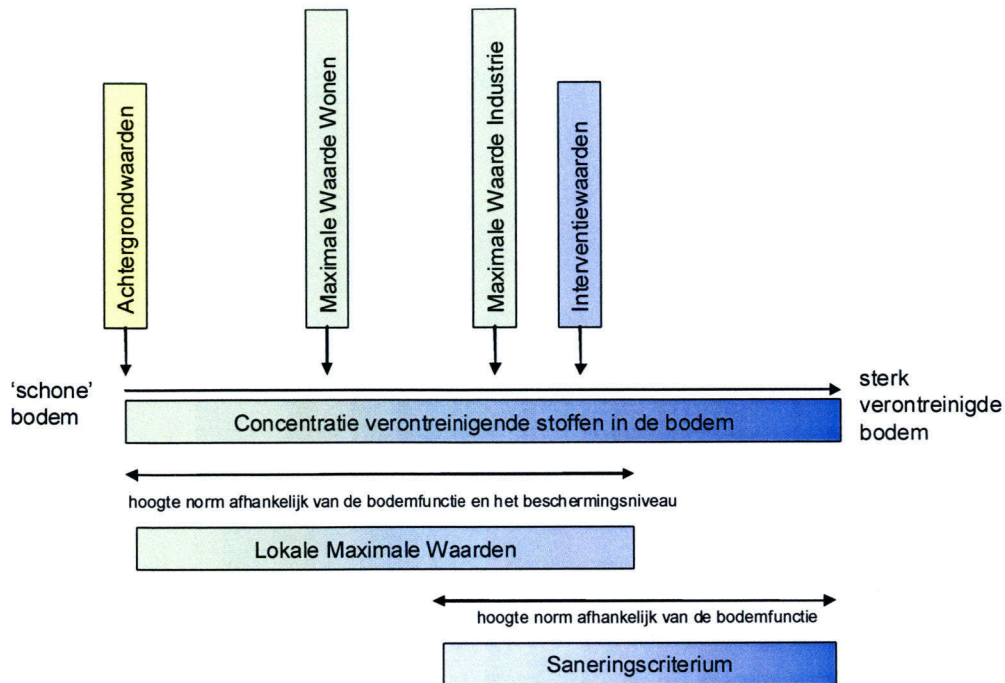 Achtergrondwaarden
Maximale Waarde Wonen
Maximale Waarde Industrie
Interventiewaarden
‘schone’
bodem
sterk
verontreinigde
bodem
Concentratie verontreinigende stoffen in de bodem
hoogte norm afhankelijk van de bodemfunctie en het beschermingsniveau
Lokale Maximale Waarden
hoogte norm afhankelijk van de bodemfunctie
Saneringscriterium